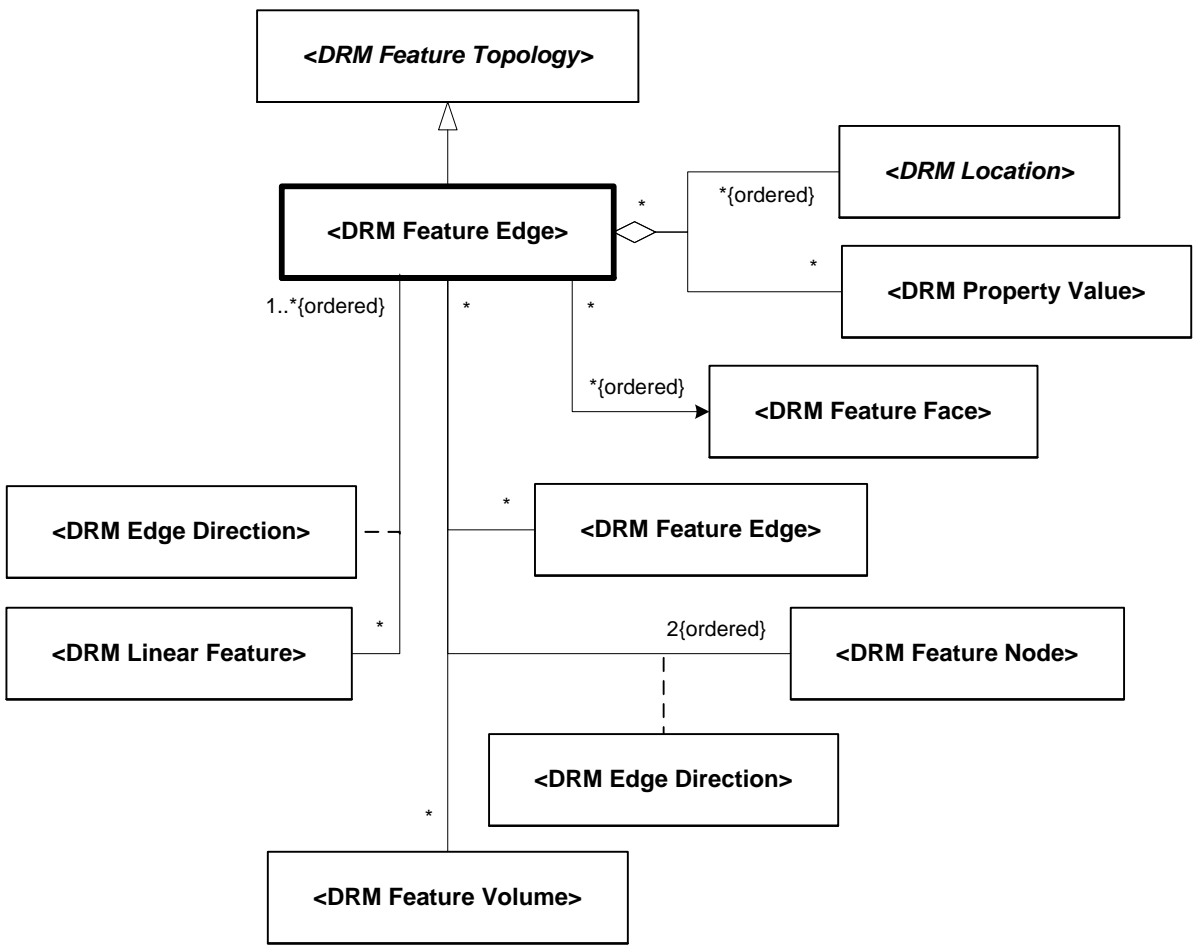 <DRM Feature Topology>
<DRM Location>
*{ordered}
*
<DRM Feature Edge>
*
<DRM Property Value>
1..*{ordered}
*
*
*{ordered}
<DRM Feature Face>
*
<DRM Edge Direction>
<DRM Feature Edge>
*
2{ordered}
<DRM Linear Feature>
<DRM Feature Node>
<DRM Edge Direction>
*
<DRM Feature Volume>